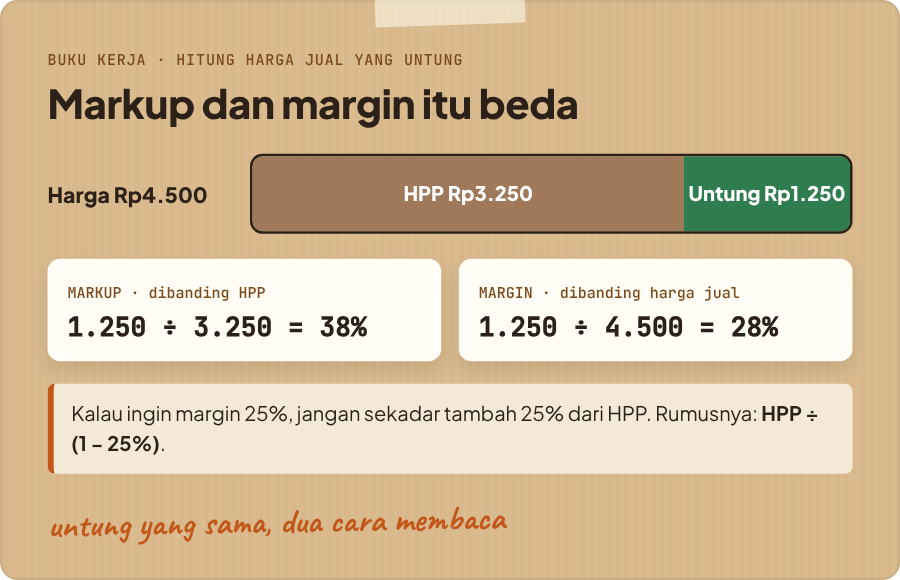 BUKU KERJA · HITUNG HARGA JUAL YANG UNTUNG
Markup dan margin itu beda
Harga Rp4.500
HPP Rp3.250
Untung Rp1.250
MARKUP · dibanding HPP
1.250 ÷ 3.250 = 38%
MARGIN · dibanding harga jual
1.250 ÷ 4.500 = 28%
Kalau ingin margin 25%, jangan sekadar tambah 25% dari HPP. Rumusnya: HPP ÷
(1 − 25%).
untung yang sama, dua cara membaca